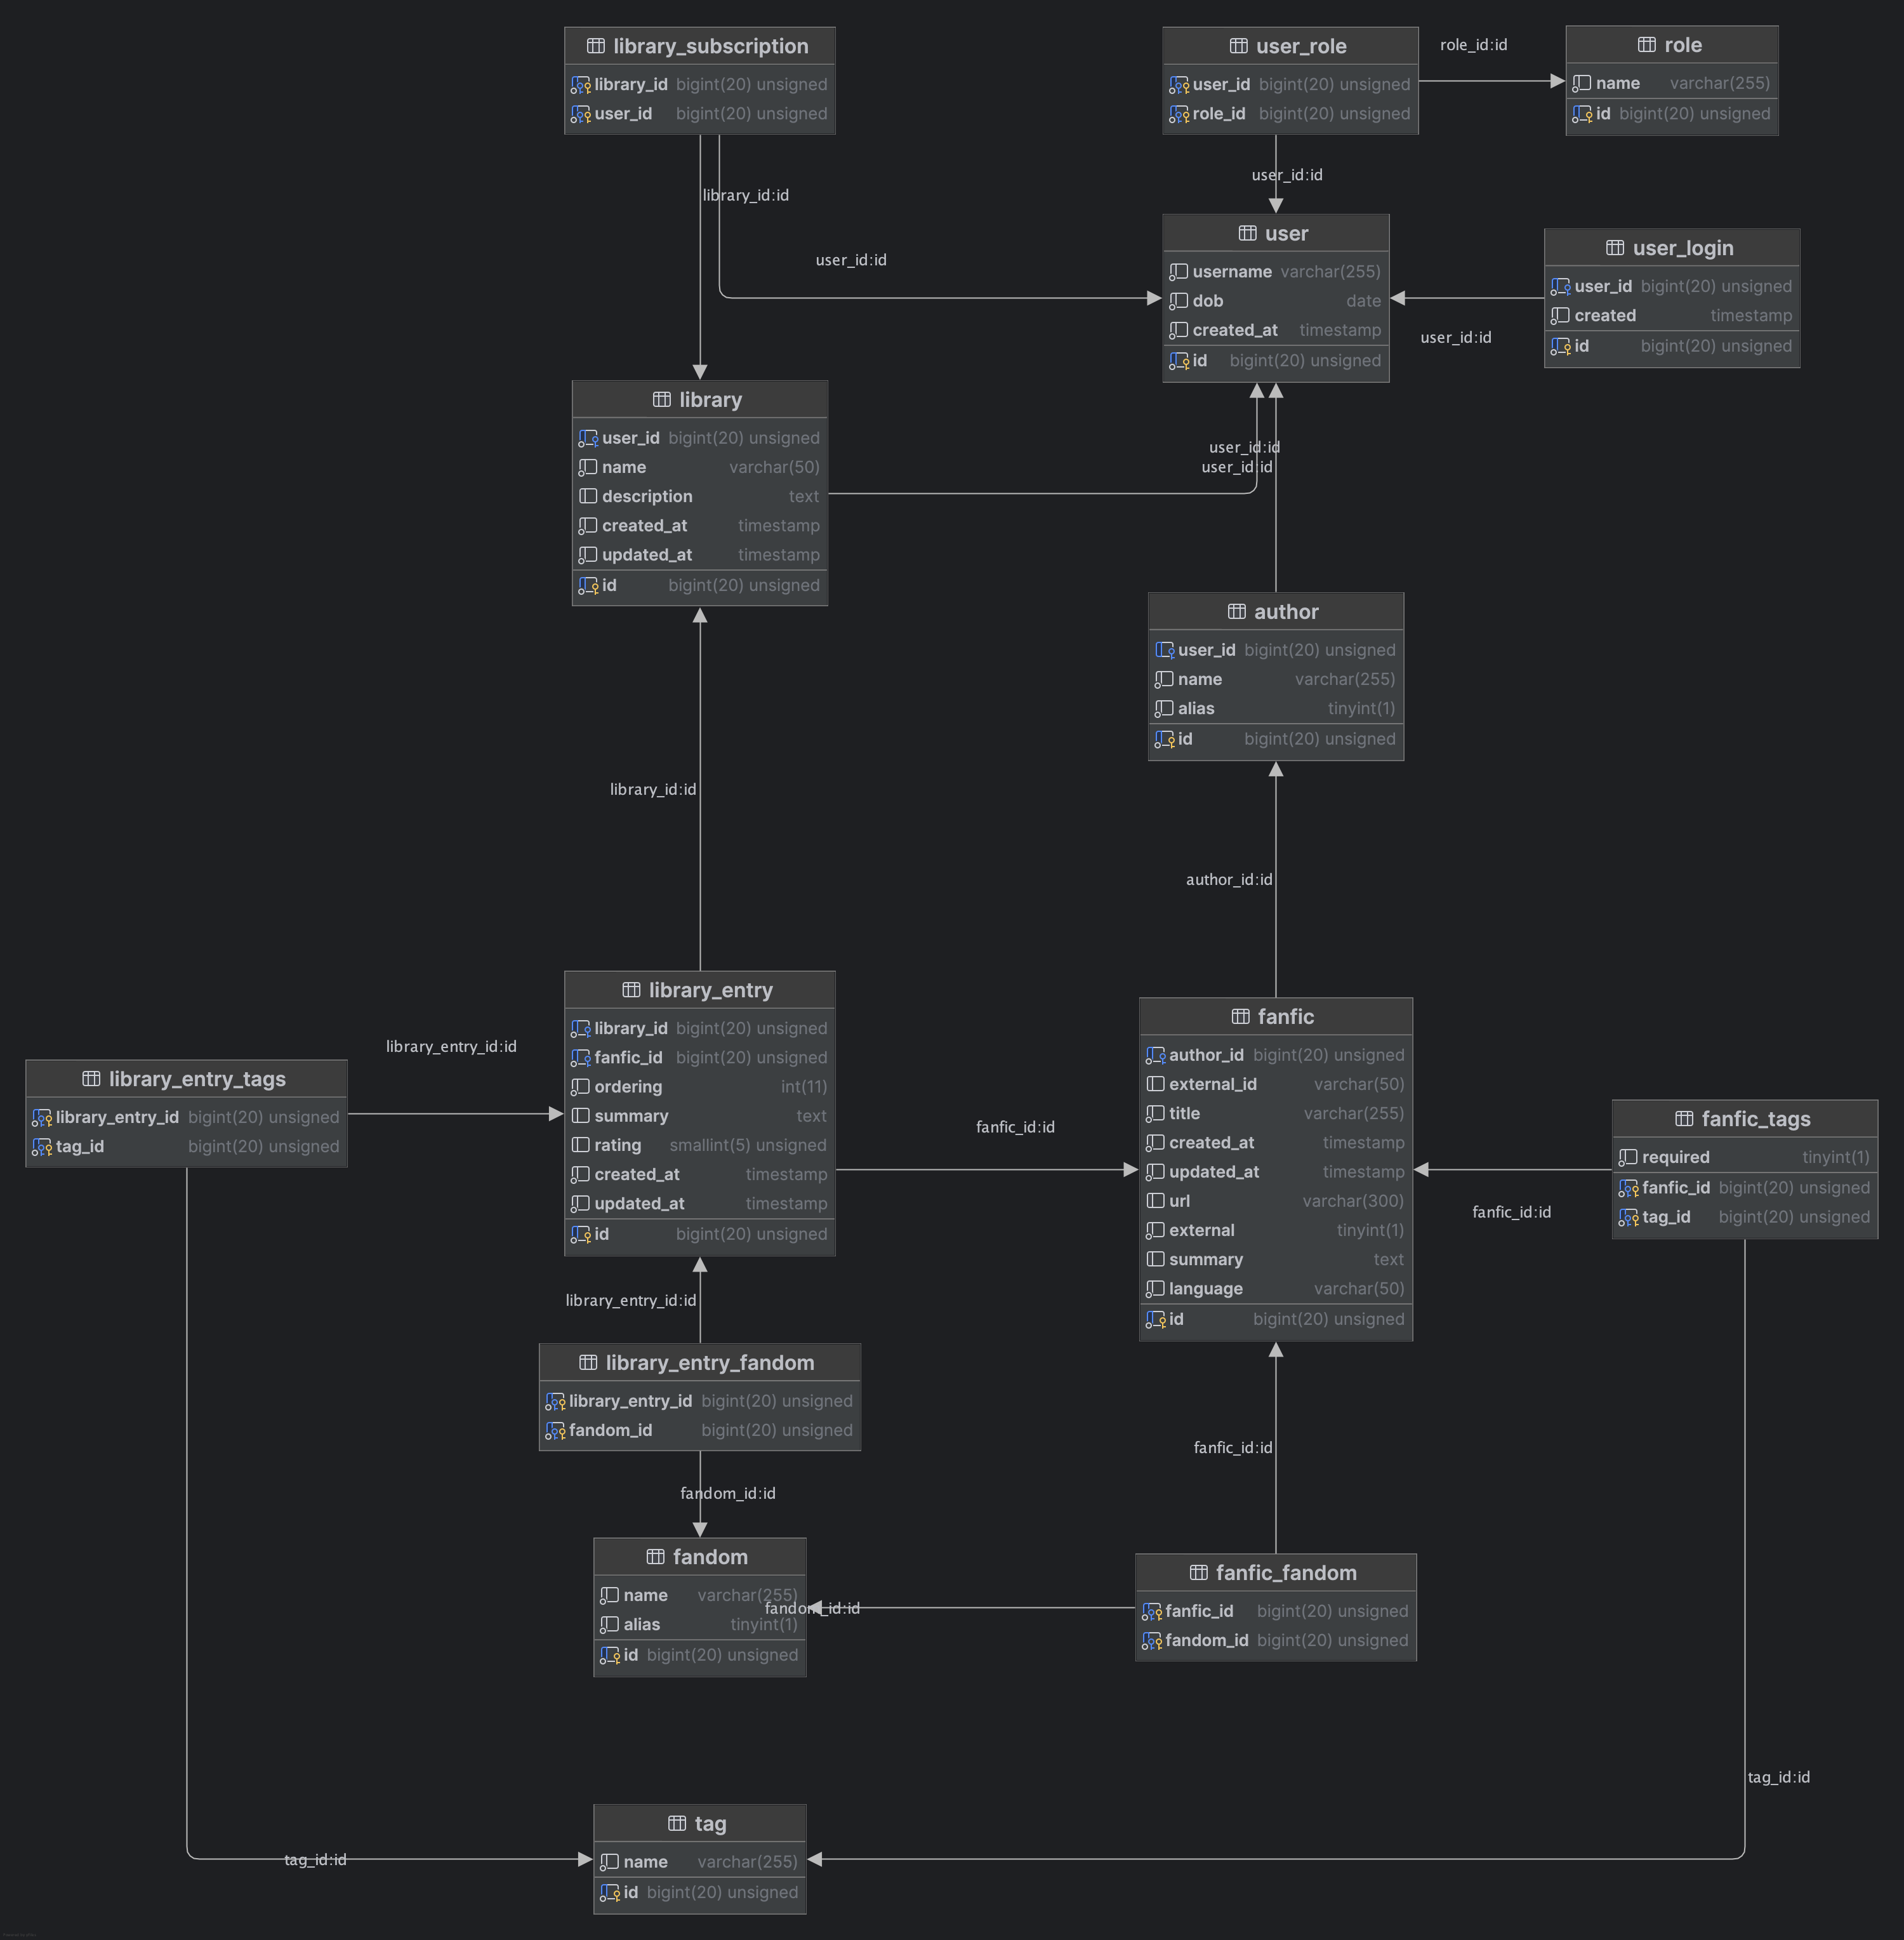 library_subscription
library_id bigint(20) unsigned
user_id bigint(20) unsigned
user_role
user_id bigint(20) unsigned
role_id bigint(20) unsigned
role_id:id
role
name varchar(255)
id bigint(20) unsigned
library_id:id
user_id:id
user_id:id
user
username varchar(255)
dob date
created_at timestamp
id bigint(20) unsigned
user_login
user_id bigint(20) unsigned
created timestamp
id bigint(20) unsigned
user_id:id
library
user_id bigint(20) unsigned
name varchar(50)
description text
created_at timestamp
updated_at timestamp
id bigint(20) unsigned
user_id:id
user_id:id
author
user_id bigint(20) unsigned
name varchar(255)
alias tinyint(1)
id bigint(20) unsigned
library_id:id
author_id:id
library_entry
library_id bigint(20) unsigned
fanfic_id bigint(20) unsigned
ordering int(11)
summary text
rating smallint(5) unsigned
created_at timestamp
updated_at timestamp
id bigint(20) unsigned
library_entry_id:id
library_entry_tags
library_entry_id bigint(20) unsigned
tag_id bigint(20) unsigned
fanfic_id:id
fanfic
author_id bigint(20) unsigned
external_id varchar(50)
title varchar(255)
created_at timestamp
updated_at timestamp
url varchar(300)
external tinyint(1)
summary text
language varchar(50)
id bigint(20) unsigned
fanfic_tags
required tinyint(1)
fanfic_id bigint(20) unsigned
tag_id bigint(20) unsigned
fanfic_id:id
library_entry_id:id
library_entry_fandom
library_entry_id bigint(20) unsigned
fandom_id bigint(20) unsigned
fanfic_id:id
fandom_id:id
fandom
name varchar(255)
alias tinyint(1)
id bigint(20) unsigned
fandom_id:id
fanfic_fandom
fanfic_id bigint(20) unsigned
fandom_id bigint(20) unsigned
tag_id:id
tag_id:id
tag
name varchar(255)
id bigint(20) unsigned